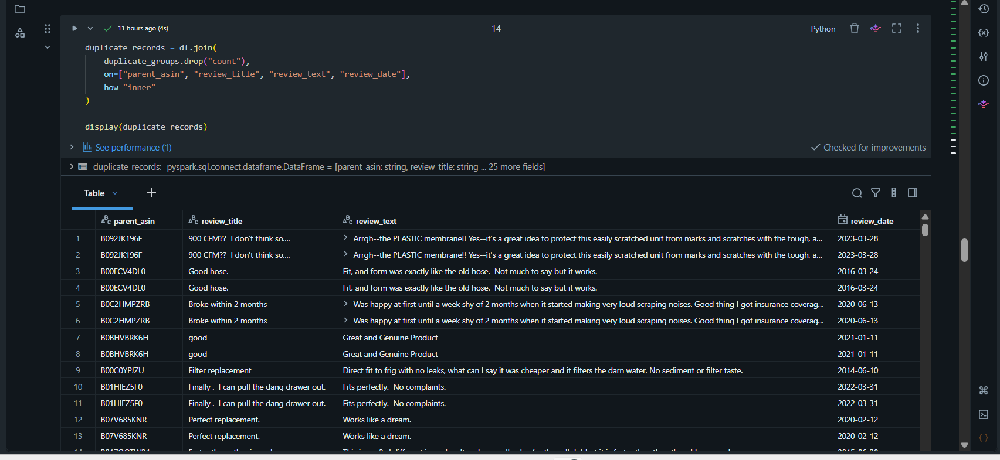 11 hours ago (4s)
14
Python
duplicate_records = df.join(
duplicate_groups.drop("count"),
on=["parent_asin", "review_title", "review_text", "review_date"],
how="inner"
)
display(duplicate_records)
See performance (1)
Checked for improvements
duplicate_records: pyspark.sql.connect.dataframe.DataFrame = [parent_asin: string, review_title: string ... 25 more fields]
Table
parent_asin review_title review_text review_date
1 B092JK196F 900 CFM??  I don't think so.... Arrgh--the PLASTIC membrane!! Yes--it's a great idea to protect this easily scratched unit from marks and scratches with the tough, a... 2023-03-28
2 B092JK196F 900 CFM??  I don't think so.... Arrgh--the PLASTIC membrane!! Yes--it's a great idea to protect this easily scratched unit from marks and scratches with the tough, a... 2023-03-28
3 B00ECV4DL0 Good hose. Fit, and form was exactly like the old hose.  Not much to say but it works. 2016-03-24
4 B00ECV4DL0 Good hose. Fit, and form was exactly like the old hose.  Not much to say but it works. 2016-03-24
5 B0C2HMPZRB Broke within 2 months Was happy at first until a week shy of 2 months when it started making very loud scraping noises. Good thing I got insurance coverag... 2020-06-13
6 B0C2HMPZRB Broke within 2 months Was happy at first until a week shy of 2 months when it started making very loud scraping noises. Good thing I got insurance coverag... 2020-06-13
7 B0BHVBRK6H good Great and Genuine Product 2021-01-11
8 B0BHVBRK6H good Great and Genuine Product 2021-01-11
9 B00C0YPJZU Filter replacement Direct fit to frig with no leaks, what can I say it was cheaper and it filters the darn water. No sediment or filter taste. 2014-06-10
10 B01HIEZ5F0 Finally .  I can pull the dang drawer out. Fits perfectly.  No complaints. 2022-03-31
11 B01HIEZ5F0 Finally .  I can pull the dang drawer out. Fits perfectly.  No complaints. 2022-03-31
12 B07V685KNR Perfect replacement. Works like a dream. 2020-02-12
13 B07V685KNR Perfect replacement. Works like a dream. 2020-02-12